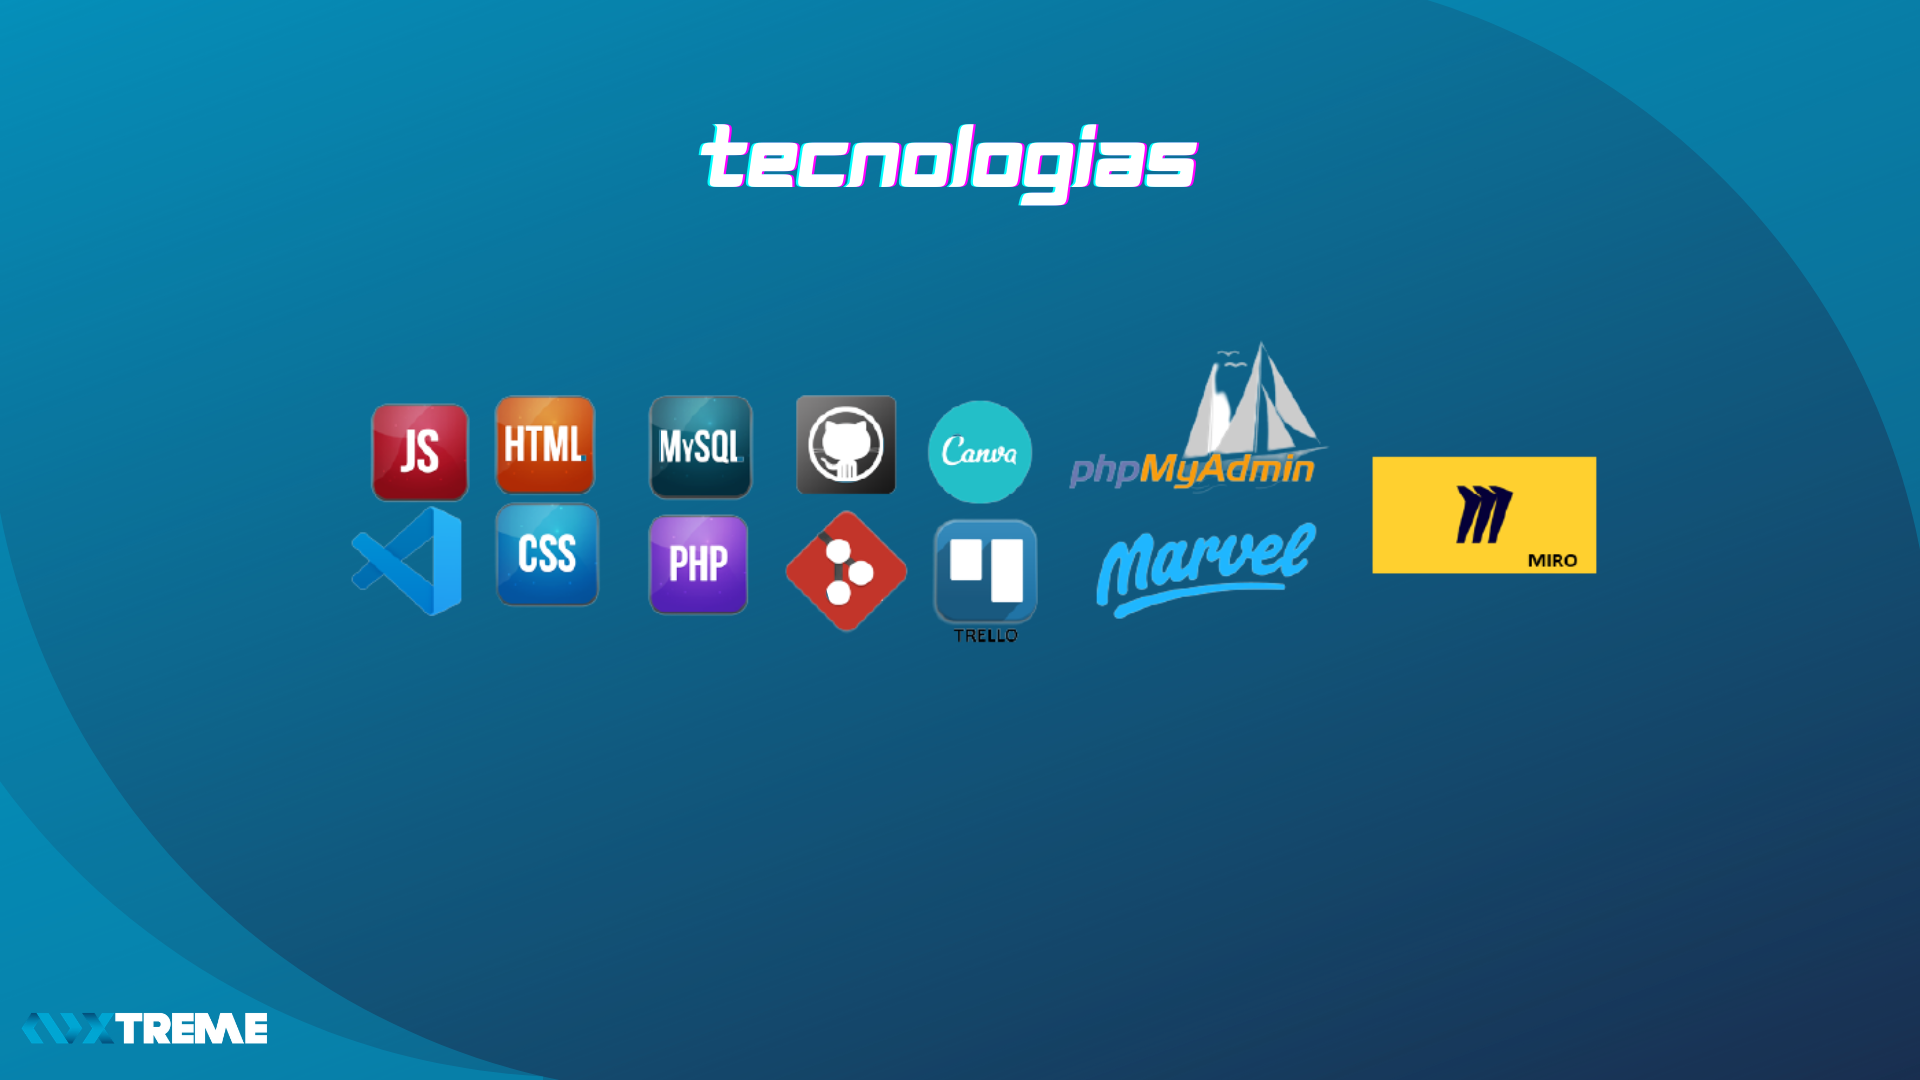 tecnologias
JS
HTML
MySQL
Canva
phpMyAdmin
CSS
PHP
TRELLO
Marvel
MIRO
XTREME